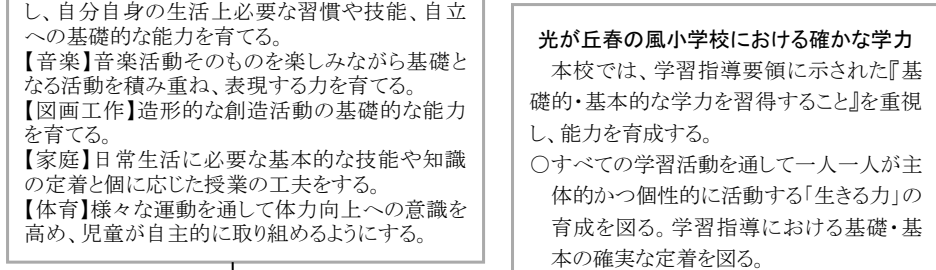 し、自分自身の生活上必要な習慣や技能、自立
への基礎的な能力を育てる。
【音楽】音楽活動そのものを楽しみながら基礎と
なる活動を積み重ね、表現する力を育てる。
【図画工作】造形的な創造活動の基礎的な能力
を育てる。
【家庭】日常生活に必要な基本的な技能や知識
の定着と個に応じた授業の工夫をする。
【体育】様々な運動を通して体力向上への意識を
高め、児童が自主的に取り組めるようにする。
光が丘春の風小学校における確かな学力
本校では、学習指導要領に示された『基
礎的・基本的な学力を習得すること』を重視
し、能力を育成する。
○すべての学習活動を通して一人一人が主
体的かつ個性的に活動する「生きる力」の
育成を図る。学習指導における基礎・基
本の確実な定着を図る。